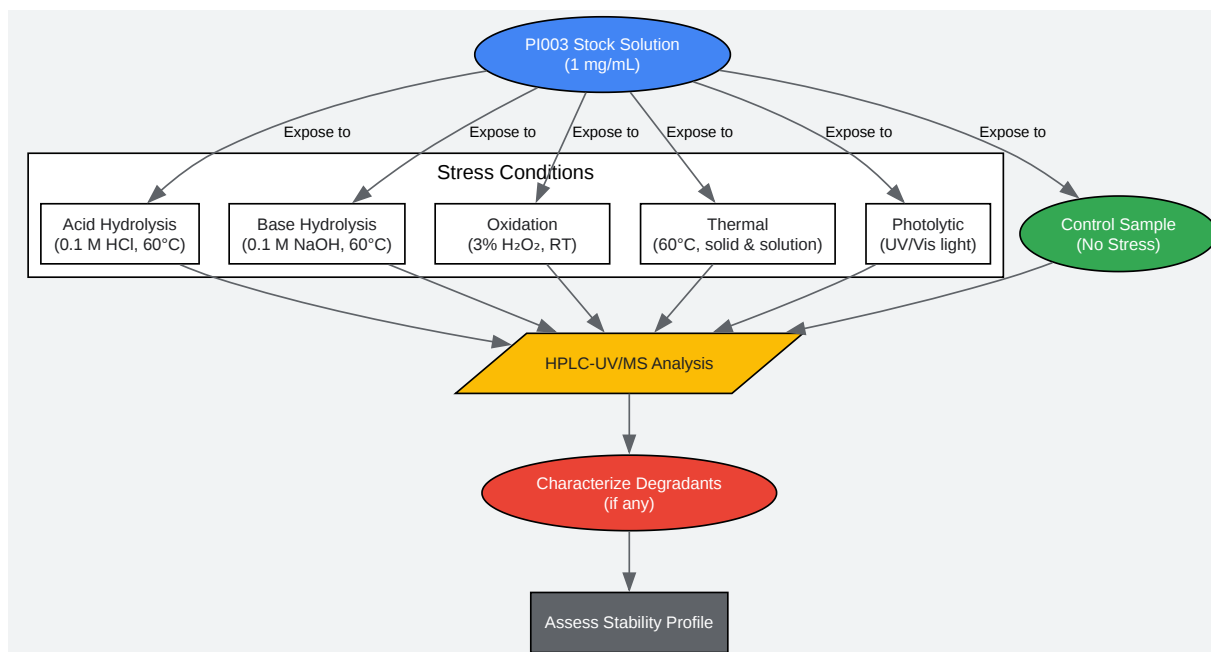 PI003 Stock Solution
(1 mg/mL)
Expose to
Expose to
Expose to
Expose to
Expose to
Expose to
Stress Conditions
Acid Hydrolysis
(0.1 M HCl, 60°C)
Base Hydrolysis
(0.1 M NaOH, 60°C)
Oxidation
(3% H₂O₂, RT)
Thermal
(60°C, solid & solution)
Photolytic
(UV/Vis light)
Control Sample
(No Stress)
HPLC-UV/MS Analysis
Characterize Degradants
(if any)
Assess Stability Profile